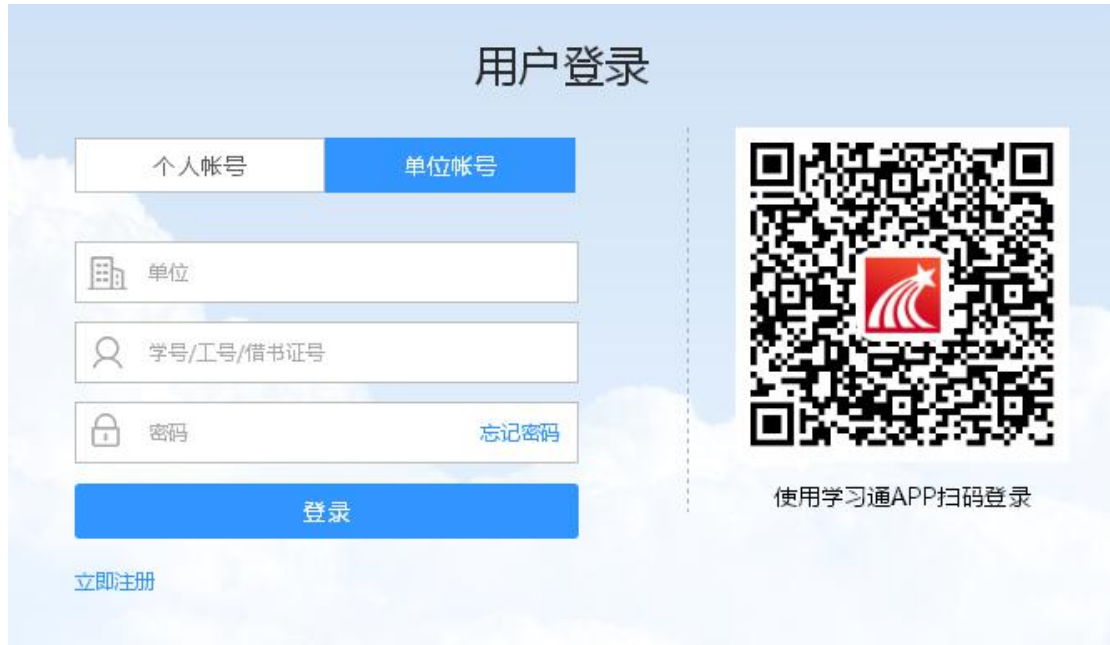 用户登录
个人帐号
单位帐号
单位
学号/工号/借书证号
密码
忘记密码
登录
立即注册
使用学习通APP扫码登录